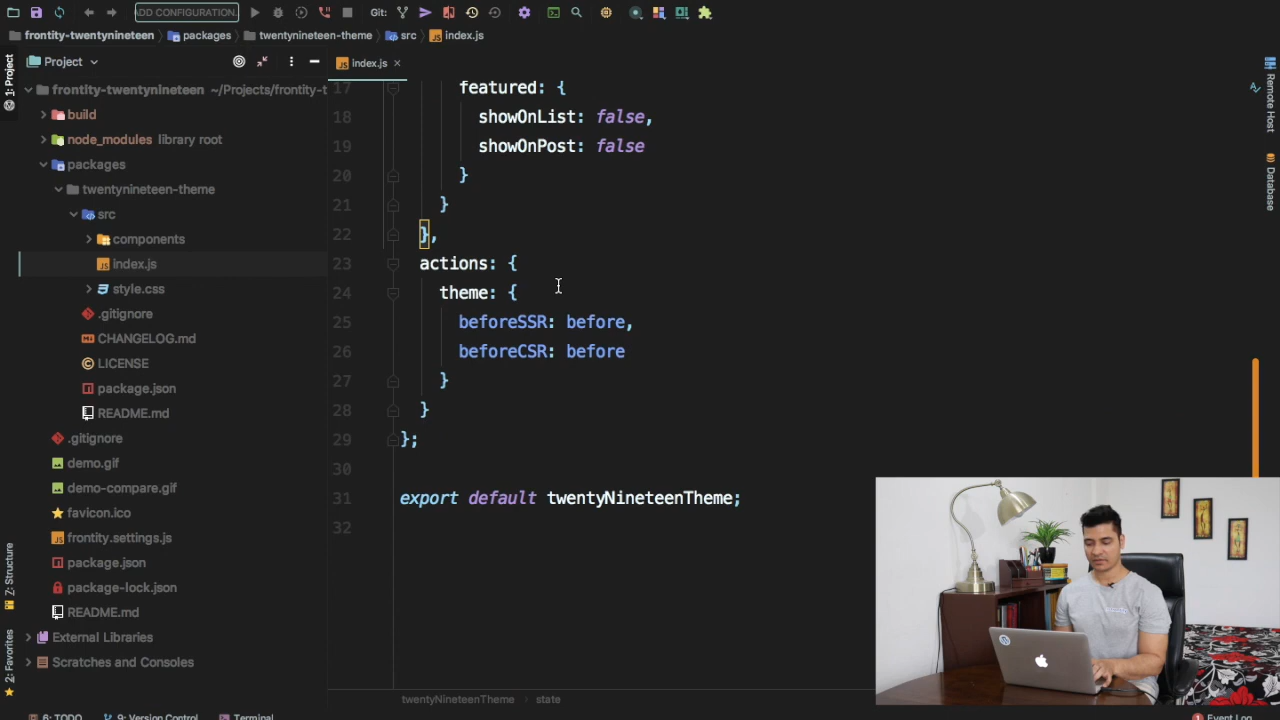 ADD CONFIGURATION.
Git:
frontity-twentynineteen
packages
twentynineteen-theme
src
index.js
1: Project
Project
index.js
frontity-twentynineteen ~/Projects/frontity-t
build
node_modules library root
packages
twentynineteen-theme
src
components
index.js
style.css
.gitignore
CHANGELOG.md
LICENSE
package.json
README.md
.gitignore
demo.gif
demo-compare.gif
favicon.ico
frontity.settings.js
package.json
package-lock.json
README.md
External Libraries
Scratches and Consoles
17 featured: {
18 showOnList: false,
19 showOnPost: false
20 }
21 }
22 },
23 actions: {
24 theme: {
25 beforeSSR: before,
26 beforeCSR: before
27 }
28 }
29 };
30
31 export default twentyNineteenTheme;
32
Remote Host
Database
Z: Structure
2: Favorites
twentyNineteenTheme
state
6: TODO
9: Version Control
Terminal
1 Event Log